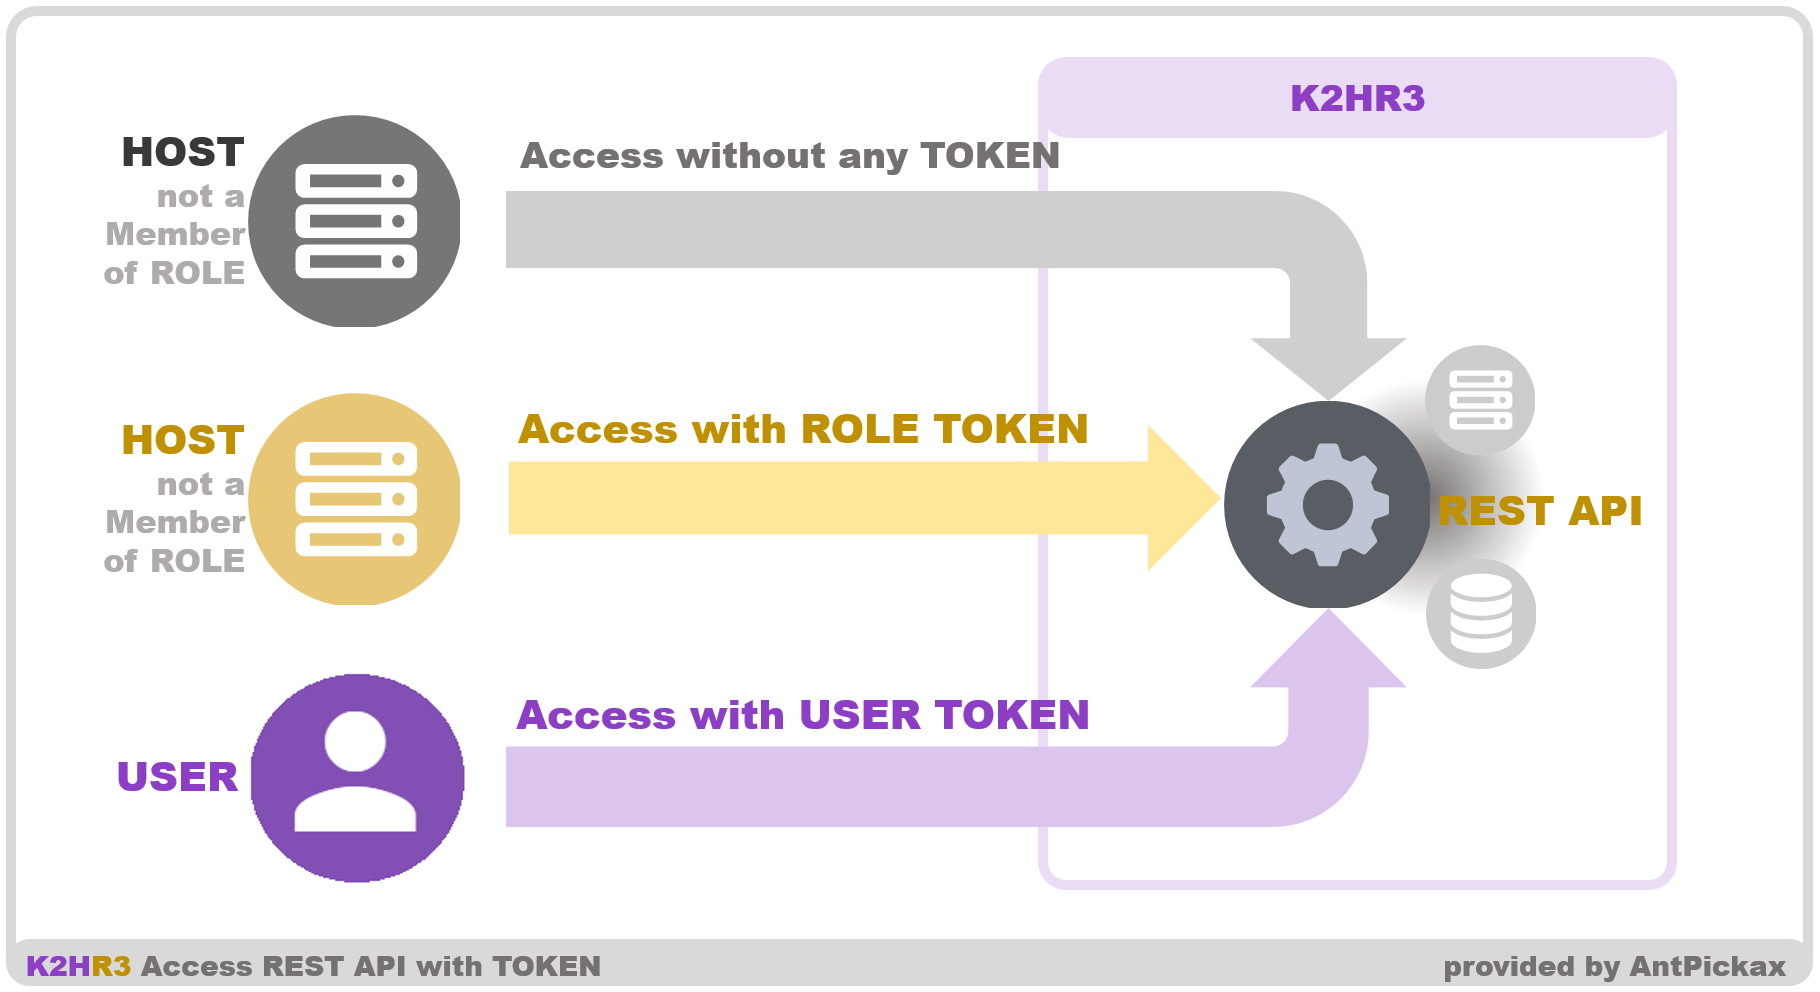 K2HR3
HOST
not a
Member
of ROLE
Access without any TOKEN
HOST
not a
Member
of ROLE
Access with ROLE TOKEN
REST API
USER
Access with USER TOKEN
K2HR3 Access REST API with TOKEN
provided by AntPickax